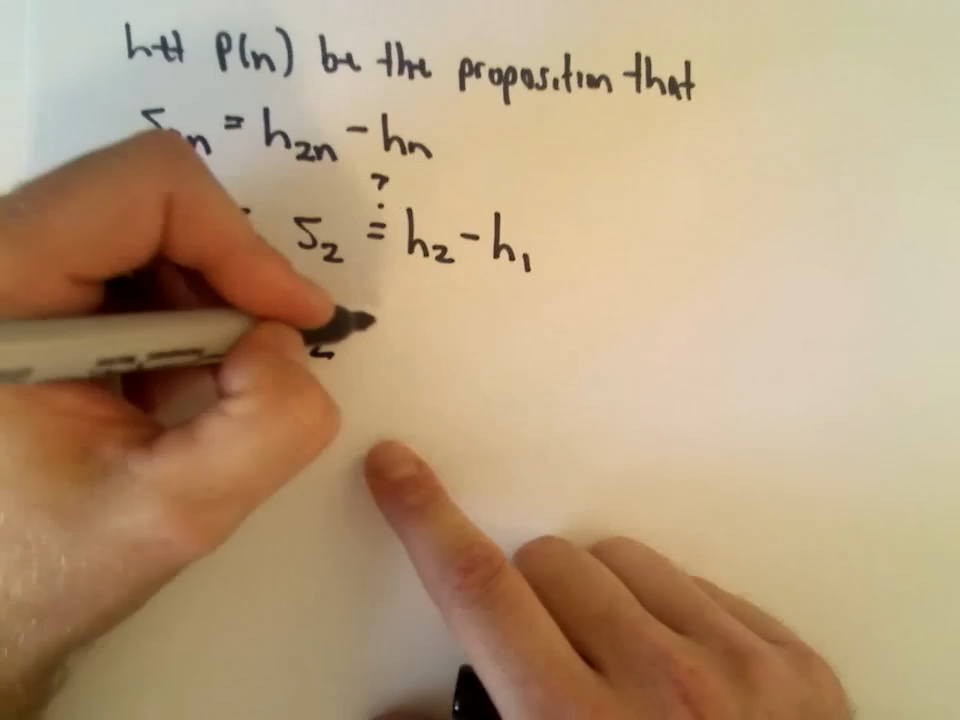 let P(n) be the proposition that
S2n = h2n - hn
?
S2 = h2 - h1